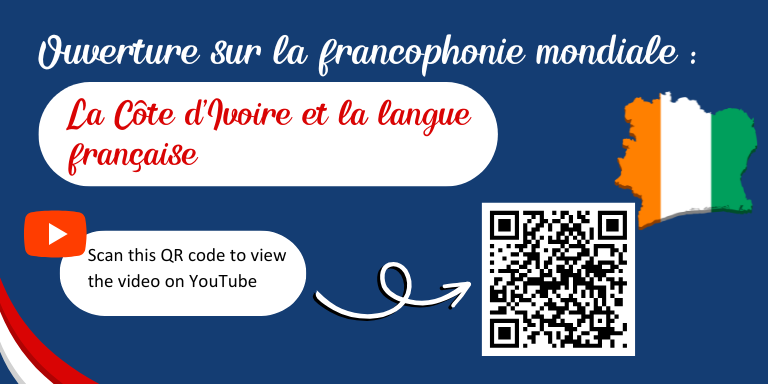 Ouverture sur la francophonie mondiale :
La Côte d'Ivoire et la langue
française
Scan this QR code to view
the video on YouTube